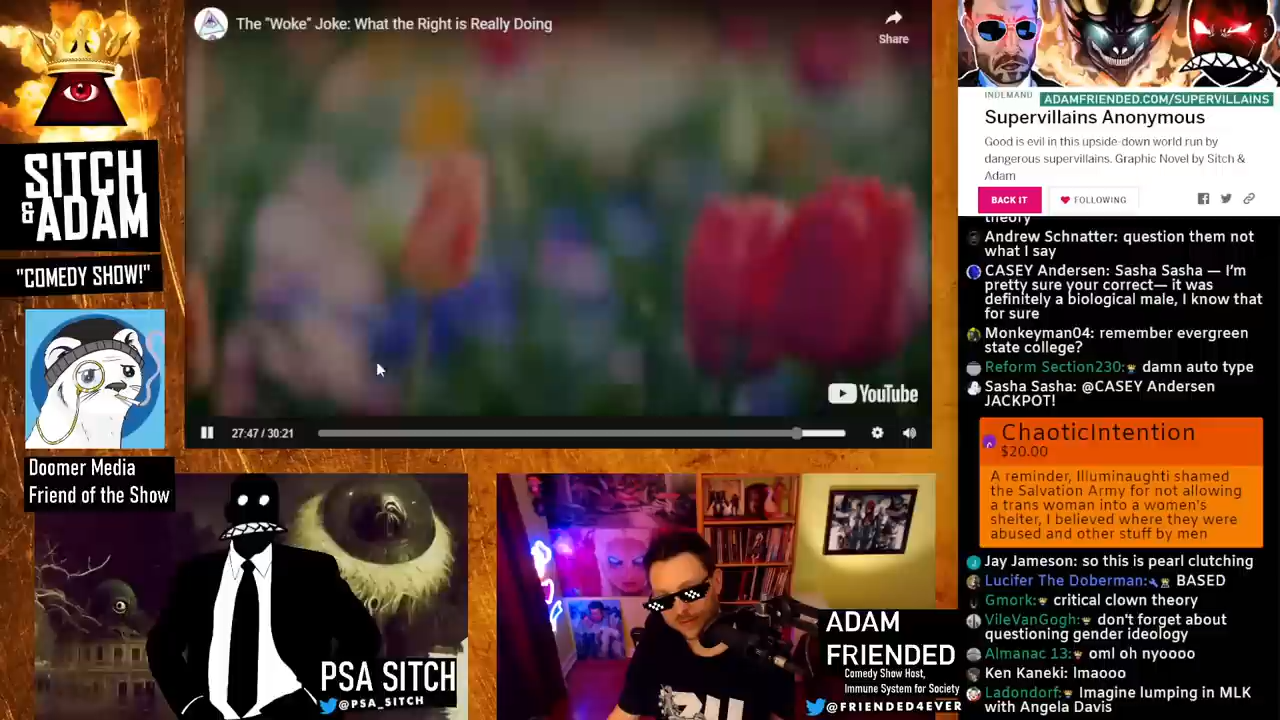 The "Woke" Joke: What the Right is Really Doing
Share
YouTube
27:47 / 30:21
SITCH
& ADAM
"COMEDY SHOW!"
Doomer Media
Friend of the Show
PSA SITCH
@PSA_SITCH
ADAM
FRIENDED
Comedy Show Host,
Immune System for Society
@FRIENDED4EVER
INDEMAND
ADAMFRIENDED.COM/SUPERVILLAINS
Supervillains Anonymous
Good is evil in this upside-down world run by
dangerous supervillains. Graphic Novel by Sitch &
Adam
BACK IT
FOLLOWING
theory
Andrew Schnatter: question them not
what I say
CASEY Andersen: Sasha Sasha — I'm
pretty sure your correct— it was
definitely a biological male, I know that
for sure
Monkeyman04: remember evergreen
state college?
Reform Section230: damn auto type
Sasha Sasha: @CASEY Andersen
JACKPOT!
ChaoticIntention
$20.00
A reminder, Illuminaughti shamed
the Salvation Army for not allowing
a trans woman into a women's
shelter, I believed where they were
abused and other stuff by men
Jay Jameson: so this is pearl clutching
Lucifer The Doberman: BASED
Gmork: critical clown theory
VileVanGogh: don't forget about
questioning gender ideology
Almanac 13: oml oh nyoooo
Ken Kaneki: lmaooo
Ladondorf: Imagine lumping in MLK
with Angela Davis